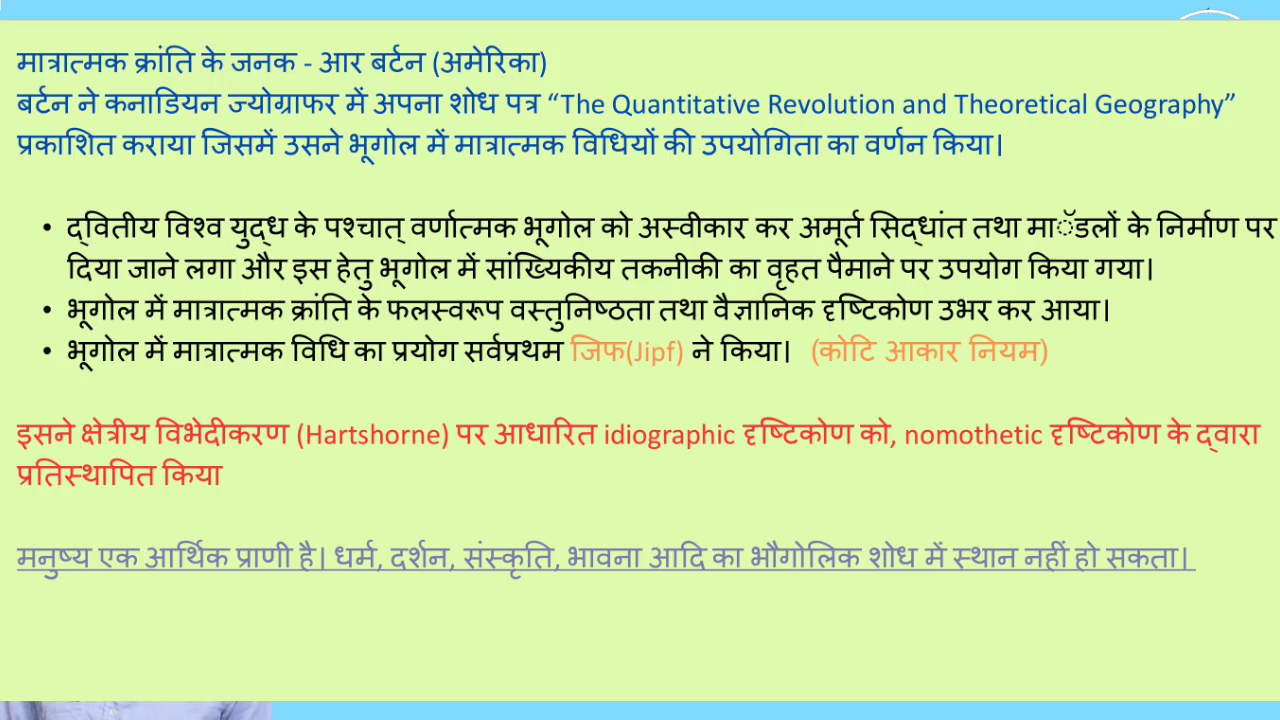 मात्रात्मक क्रांति के जनक - आर बर्टन (अमेरिका)
बर्टन ने कनाडियन ज्योग्राफर में अपना शोध पत्र “The Quantitative Revolution and Theoretical Geography”
प्रकाशित कराया जिसमें उसने भूगोल में मात्रात्मक विधियों की उपयोगिता का वर्णन किया।
• द्वितीय विश्व युद्ध के पश्चात् वर्णात्मक भूगोल को अस्वीकार कर अमूर्त सिद्धांत तथा माॅडलों के निर्माण पर
दिया जाने लगा और इस हेतु भूगोल में सांख्यिकीय तकनीकी का वृहत पैमाने पर उपयोग किया गया।
• भूगोल में मात्रात्मक क्रांति के फलस्वरूप वस्तुनिष्ठता तथा वैज्ञानिक दृष्टिकोण उभर कर आया।
• भूगोल में मात्रात्मक विधि का प्रयोग सर्वप्रथम जिफ(Jipf) ने किया। (कोटि आकार नियम)
इसने क्षेत्रीय विभेदीकरण (Hartshorne) पर आधारित idiographic दृष्टिकोण को, nomothetic दृष्टिकोण के द्वारा
प्रतिस्थापित किया
मनुष्य एक आर्थिक प्राणी है। धर्म, दर्शन, संस्कृति, भावना आदि का भौगोलिक शोध में स्थान नहीं हो सकता।